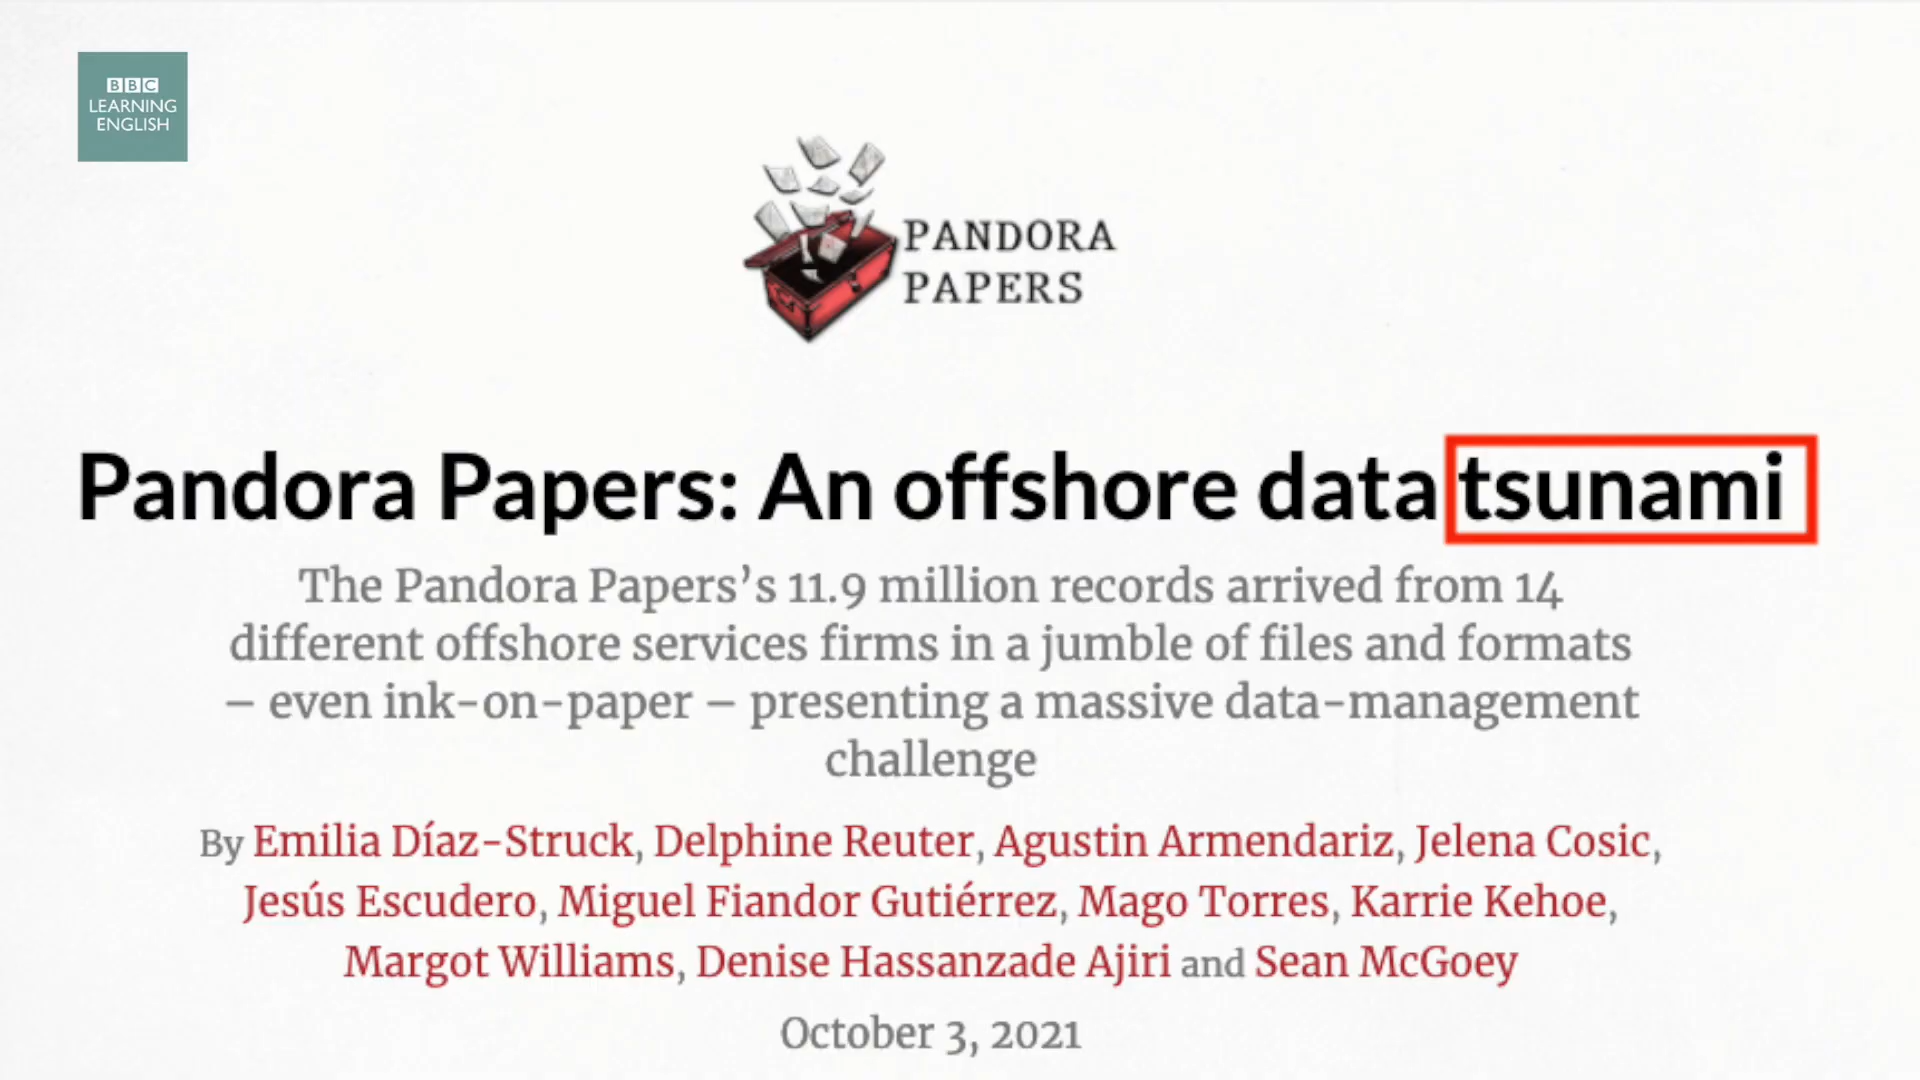 BBC
LEARNING
ENGLISH
PANDORA
PAPERS
Pandora Papers: An offshore data tsunami
The Pandora Papers’s 11.9 million records arrived from 14
different offshore services firms in a jumble of files and formats
– even ink-on-paper – presenting a massive data-management
challenge
By Emilia Díaz-Struck, Delphine Reuter, Agustin Armendariz, Jelena Cosic,
Jesús Escudero, Miguel Fiandor Gutiérrez, Mago Torres, Karrie Kehoe,
Margot Williams, Denise Hassanzade Ajiri and Sean McGoey
October 3, 2021